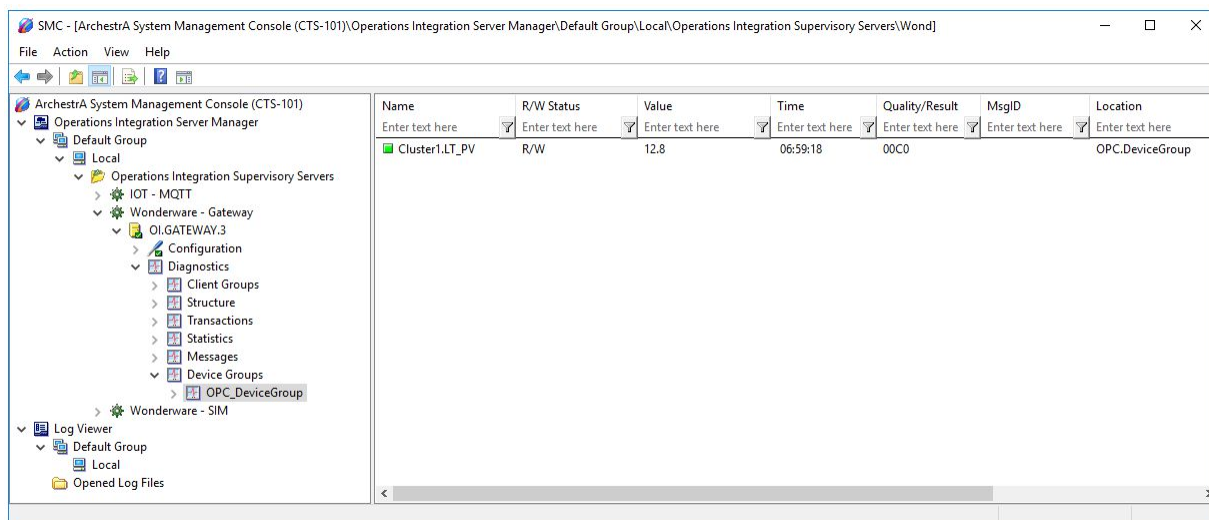 SMC - [ArchestrA System Management Console (CTS-101)\Operations Integration Server Manager\Default Group\Local\Operations Integration Supervisory Servers\Wond]
File Action View Help
ArchestrA System Management Console (CTS-101)
Operations Integration Server Manager
Default Group
Local
Operations Integration Supervisory Servers
IOT - MQTT
Wonderware - Gateway
OI.GATEWAY.3
Configuration
Diagnostics
Client Groups
Structure
Transactions
Statistics
Messages
Device Groups
OPC_DeviceGroup
Wonderware - SIM
Log Viewer
Default Group
Local
Opened Log Files
Name R/W Status Value Time Quality/Result MsgID Location
Enter text here Enter text here Enter text here Enter text here Enter text here Enter text here Enter text here
Cluster1.LT_PV R/W 12.8 06:59:18 00C0 OPC.DeviceGroup